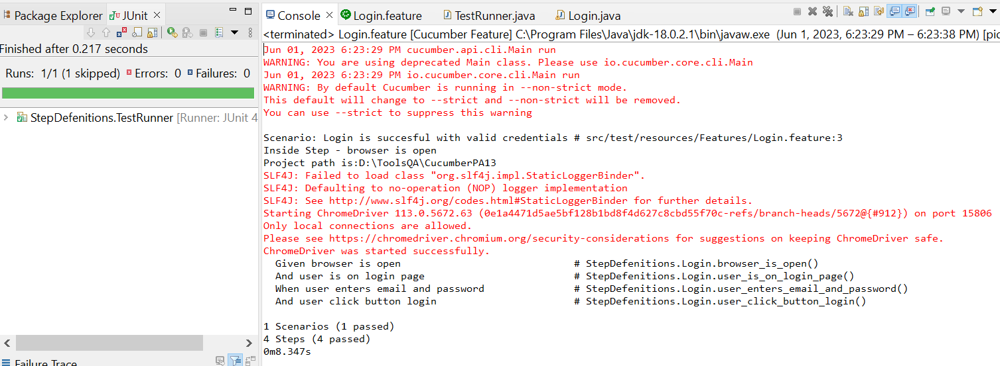 Package Explorer JUnit
Finished after 0.217 seconds
Runs: 1/1 (1 skipped) Errors: 0 Failures: 0
StepDefenitions.TestRunner [Runner: JUnit 4
Failure Trace
Console Login.feature TestRunner.java Login.java
<terminated> Login.feature [Cucumber Feature] C:\Program Files\Java\jdk-18.0.2.1\bin\javaw.exe (Jun 1, 2023, 6:23:29 PM – 6:23:38 PM) [pid
Jun 01, 2023 6:23:29 PM cucumber.api.cli.Main run
WARNING: You are using deprecated Main class. Please use io.cucumber.core.cli.Main
Jun 01, 2023 6:23:29 PM io.cucumber.core.cli.Main run
WARNING: By default Cucumber is running in --non-strict mode.
This default will change to --strict and --non-strict will be removed.
You can use --strict to suppress this warning
Scenario: Login is succesful with valid credentials # src/test/resources/Features/Login.feature:3
Inside Step - browser is open
Project path is:D:\ToolsQA\CucumberPA13
SLF4J: Failed to load class "org.slf4j.impl.StaticLoggerBinder".
SLF4J: Defaulting to no-operation (NOP) logger implementation
SLF4J: See http://www.slf4j.org/codes.html#StaticLoggerBinder for further details.
Starting ChromeDriver 113.0.5672.63 (0e1a4471d5ae5bf128b1bd8f4d627c8cbd55f70c-refs/branch-heads/5672@{#912}) on port 15806
Only local connections are allowed.
Please see https://chromedriver.chromium.org/security-considerations for suggestions on keeping ChromeDriver safe.
ChromeDriver was started successfully.
Given browser is open # StepDefenitions.Login.browser_is_open()
And user is on login page # StepDefenitions.Login.user_is_on_login_page()
When user enters email and password # StepDefenitions.Login.user_enters_email_and_password()
And user click button login # StepDefenitions.Login.user_click_button_login()
1 Scenarios (1 passed)
4 Steps (4 passed)
0m8.347s